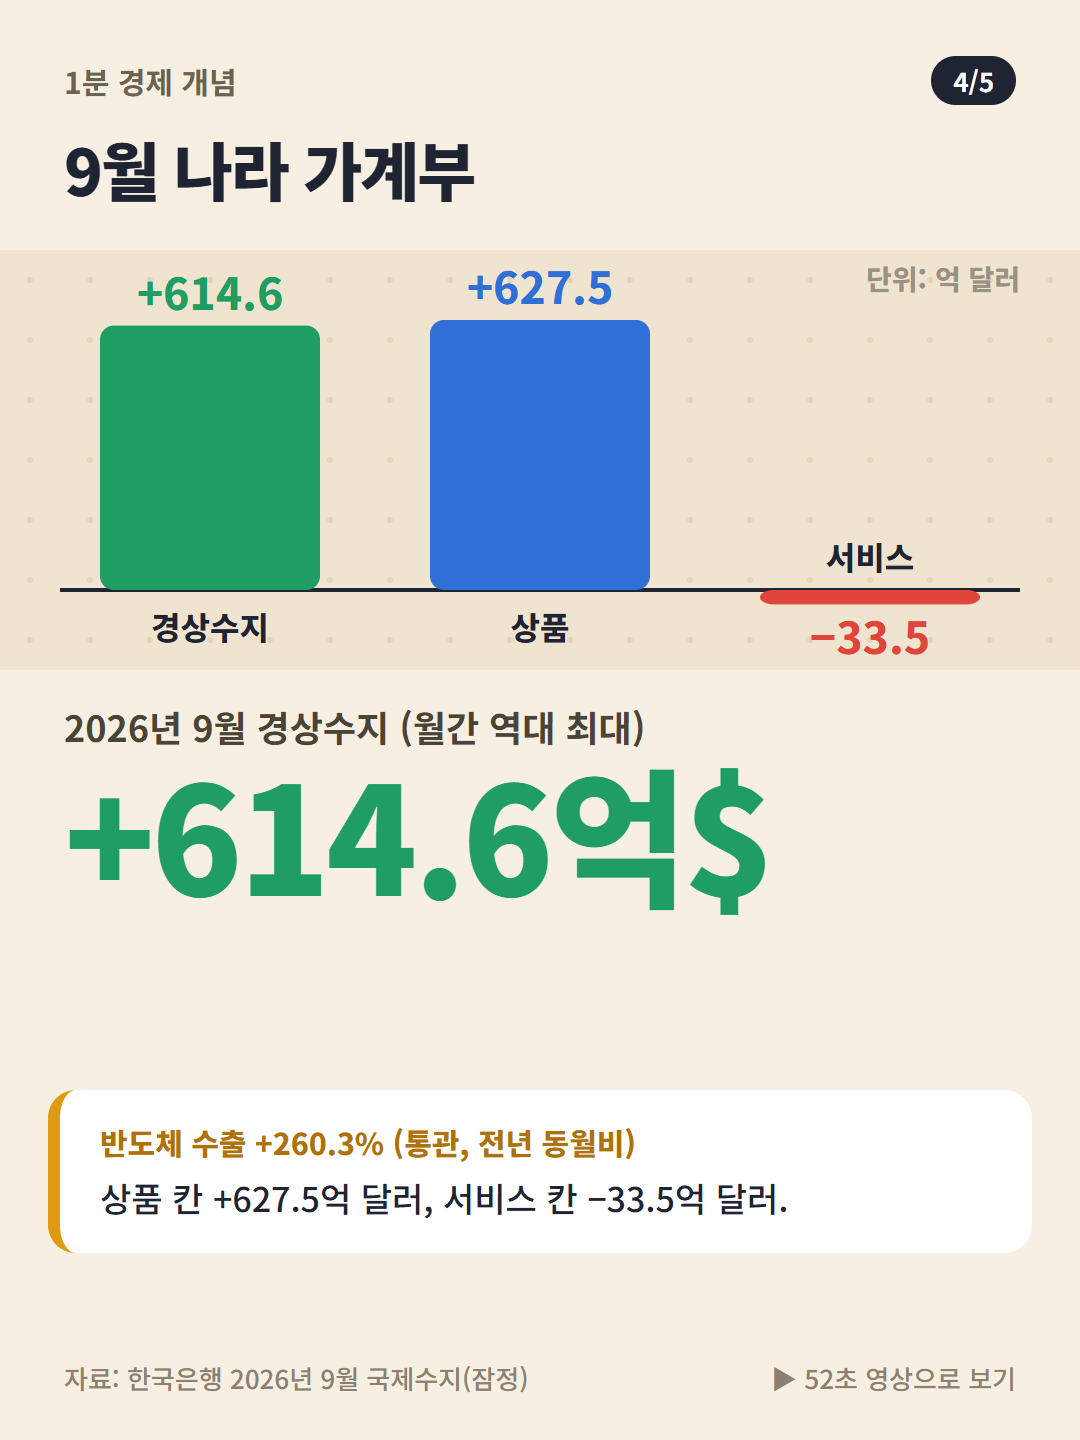 1분 경제 개념
4/5
9월 나라 가계부
단위: 억 달러
+614.6
+627.5
서비스
경상수지
상품
−33.5
2026년 9월 경상수지 (월간 역대 최대)
+614.6억$
반도체 수출 +260.3% (통관, 전년 동월비)
상품 칸 +627.5억 달러, 서비스 칸 −33.5억 달러.
자료: 한국은행 2026년 9월 국제수지(잠정)
▶ 52초 영상으로 보기